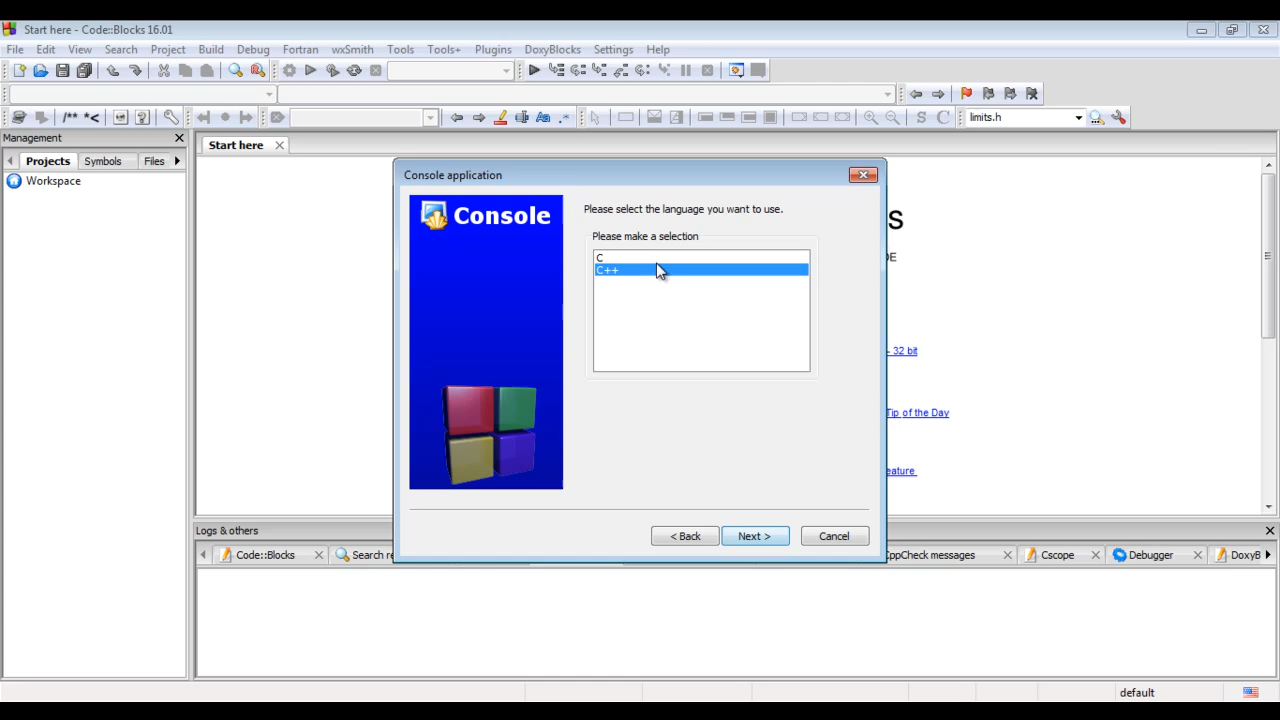 Start here - Code::Blocks 16.01
File Edit View Search Project Build Debug Fortran wxSmith Tools Tools+ Plugins DoxyBlocks Settings Help
/** *<
Aa .*
S C
limits.h
Management
Projects Symbols Files
Workspace
Start here
Console application
Console
Please select the language you want to use.
Please make a selection
C
C++
< Back Next > Cancel
S
DE
- 32 bit
Tip of the Day
eature
Logs & others
Code::Blocks Search re CppCheck messages Cscope Debugger DoxyB
default